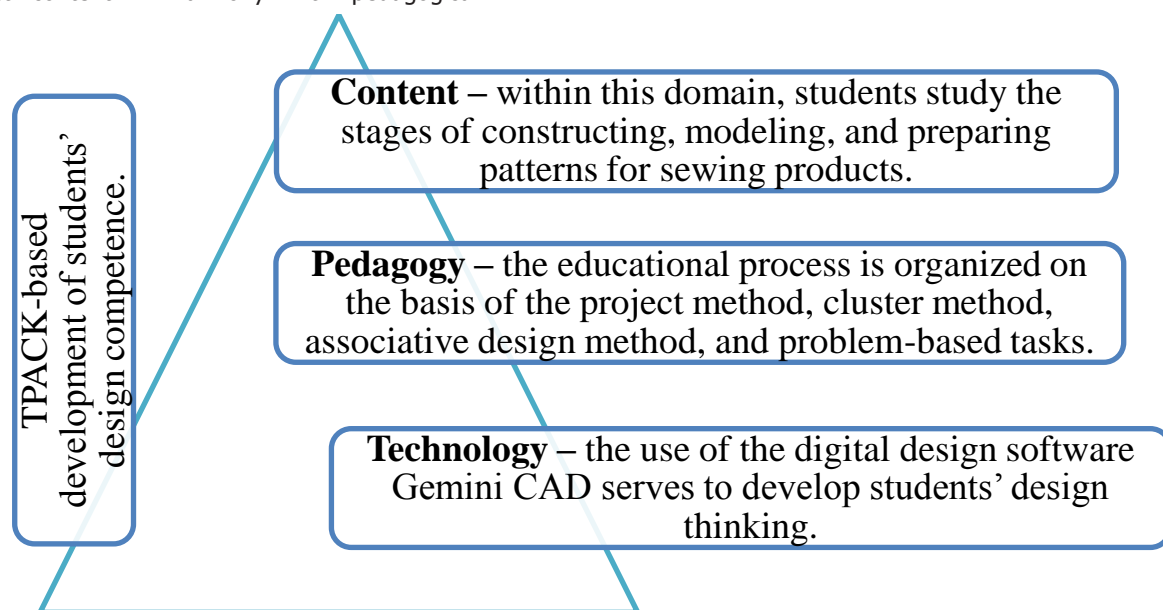 TPACK-based
development of students’
design competence.
Content – within this domain, students study the
stages of constructing, modeling, and preparing
patterns for sewing products.
Pedagogy – the educational process is organized on
the basis of the project method, cluster method,
associative design method, and problem-based tasks.
Technology – the use of the digital design software
Gemini CAD serves to develop students’ design
thinking.